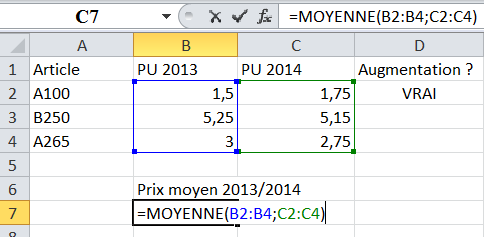 C7 fx =MOYENNE(B2:B4;C2:C4)
A B C D
1 Article PU 2013 PU 2014 Augmentation ?
2 A100 1,5 1,75 VRAI
3 B250 5,25 5,15
4 A265 3 2,75
5
6 Prix moyen 2013/2014
7 =MOYENNE(B2:B4;C2:C4)
8